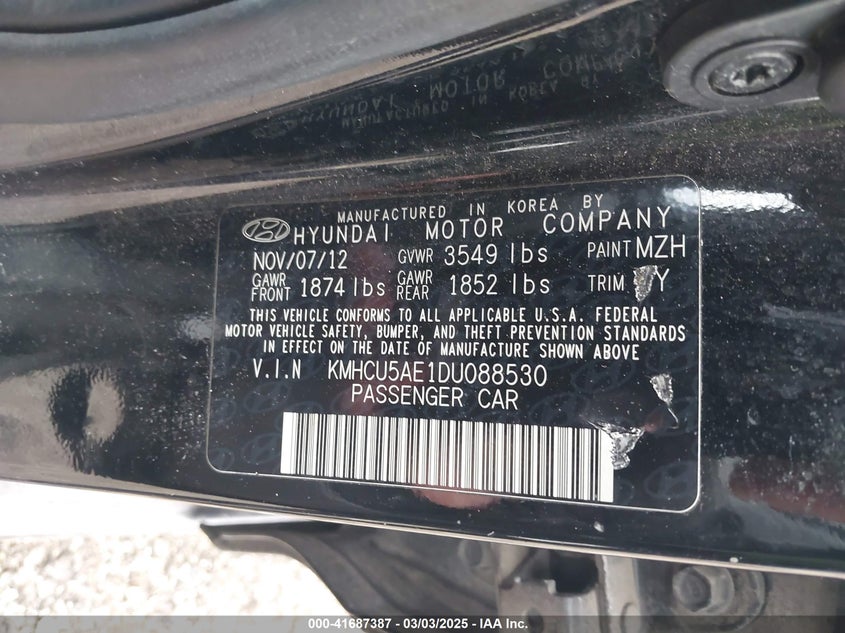 MANUFACTURED IN KOREA BY
HYUNDAI MOTOR COMPANY
NOV/07/12 GVWR 3549 lbs PAINT MZH
GAWR FRONT 1874 lbs GAWR REAR 1852 lbs TRIM Y
THIS VEHICLE CONFORMS TO ALL APPLICABLE U.S.A. FEDERAL
MOTOR VEHICLE SAFETY, BUMPER, AND THEFT PREVENTION STANDARDS
IN EFFECT ON THE DATE OF MANUFACTURE SHOWN ABOVE
V.I.N KMHCU5AE1DU088530
PASSENGER CAR
000-41687387 - 03/03/2025 - IAA Inc.